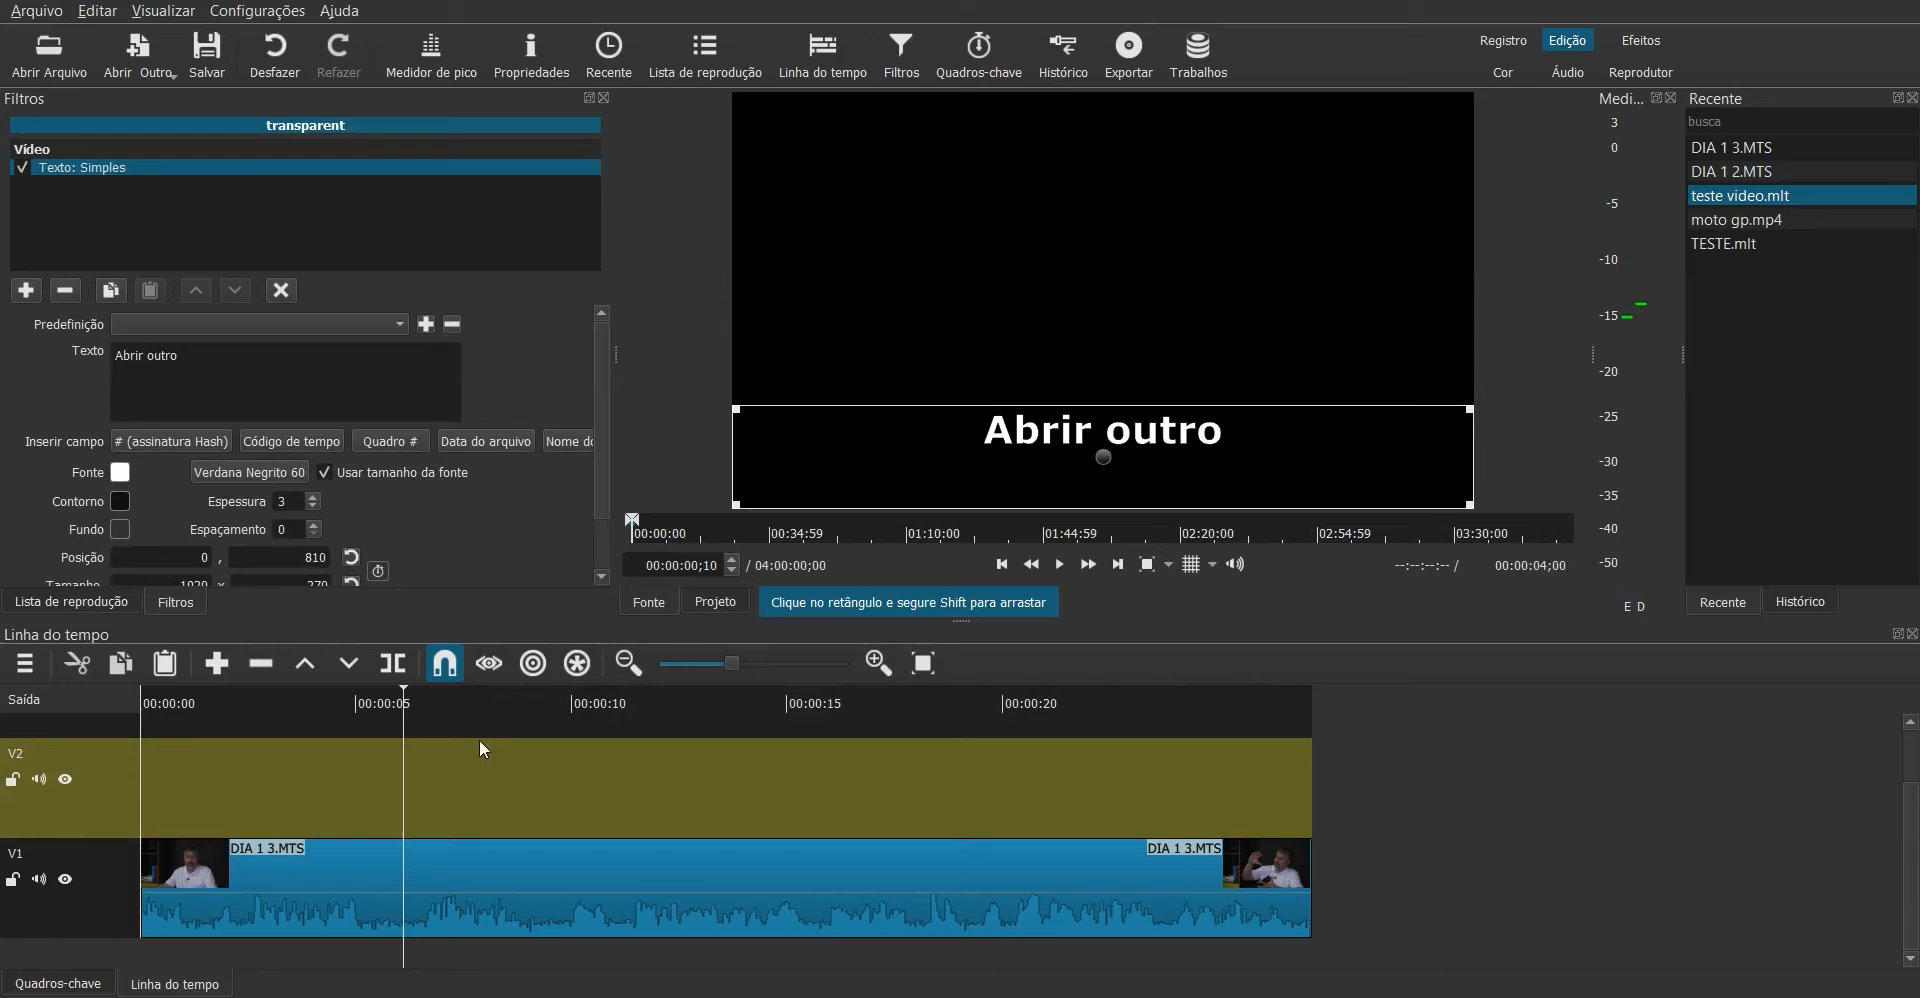 Arquivo Editar Visualizar Configurações Ajuda
Abrir Arquivo Abrir Outro Salvar Desfazer Refazer Medidor de pico Propriedades Recente Lista de reprodução Linha do tempo Filtros Quadros-chave Histórico Exportar Trabalhos
Registro Edição Efeitos
Cor Áudio Reprodutor
Filtros
transparent
Vídeo
Texto: Simples
Predefinição
Texto
Abrir outro
Inserir campo # (assinatura Hash) Código de tempo Quadro # Data do arquivo Nome do
Fonte Verdana Negrito 60 Usar tamanho da fonte
Contorno Espessura 3
Fundo Espaçamento 0
Posição 0 , 810
Tamanho 1920 x 270
Lista de reprodução Filtros
Abrir outro
00:00:00 00:34:59 01:10:00 01:44:59 02:20:00 02:54:59 03:30:00
00:00:00;10 / 04:00:00;00 --:--:--:-- / 00:00:04;00
Fonte Projeto Clique no retângulo e segure Shift para arrastar
Medi...
3
0
-5
-10
-15
-20
-25
-30
-35
-40
-50
E D
Recente
busca
DIA 1 3.MTS
DIA 1 2.MTS
teste video.mlt
moto gp.mp4
TESTE.mlt
Recente Histórico
Linha do tempo
Saída
00:00:00 00:00:05 00:00:10 00:00:15 00:00:20
V2
V1
DIA 1 3.MTS DIA 1 3.MTS
Quadros-chave Linha do tempo